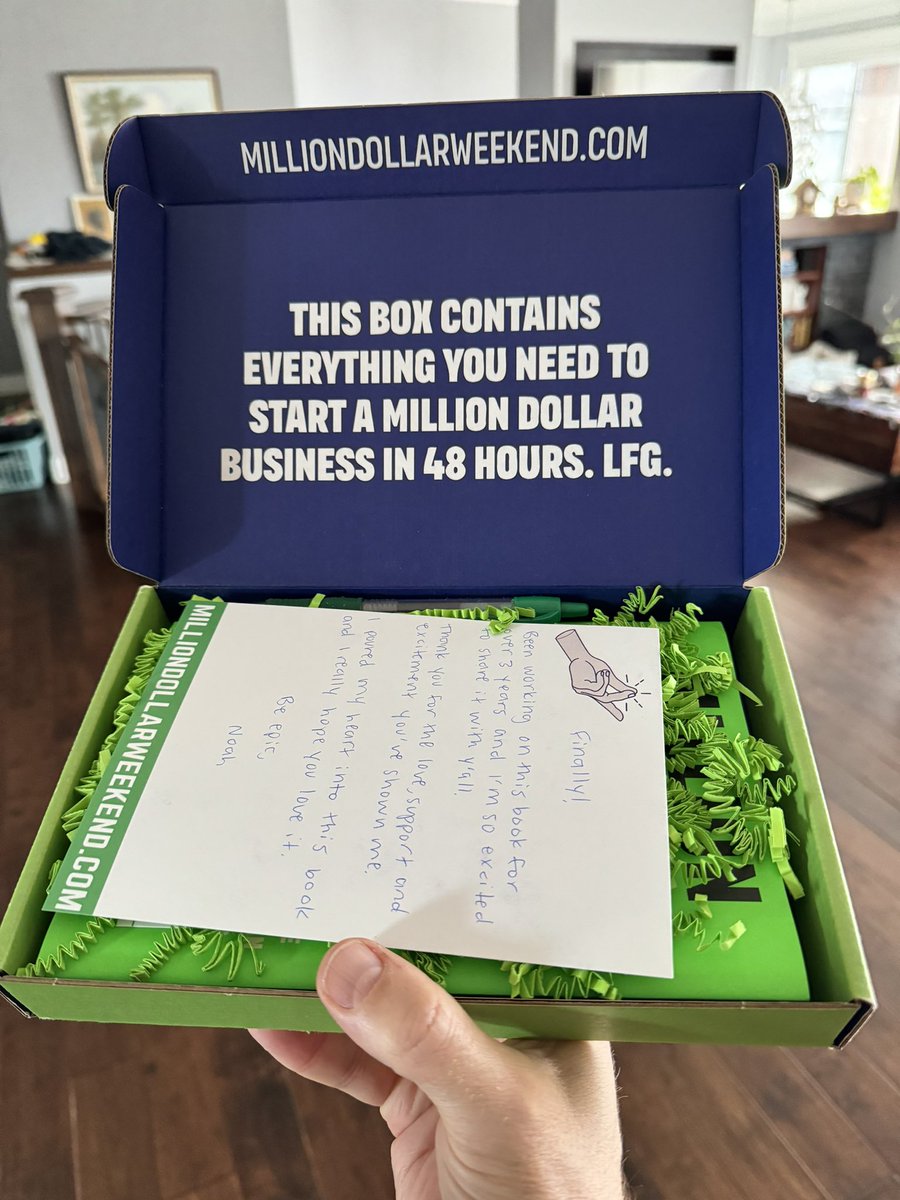 MILLIONDOLLARWEEKEND.COM
THIS BOX CONTAINS
EVERYTHING YOU NEED TO
START A MILLION DOLLAR
BUSINESS IN 48 HOURS. LFG.
Finally!
Been working on this book for
over 3 years and I'm so excited
to share it with y'all.
Thank you for the love, support and
excitement you've shown me.
I poured my heart into this book
and I really hope you love it.
Be epic,
Noah
MILLIONDOLLARWEEKEND.COM